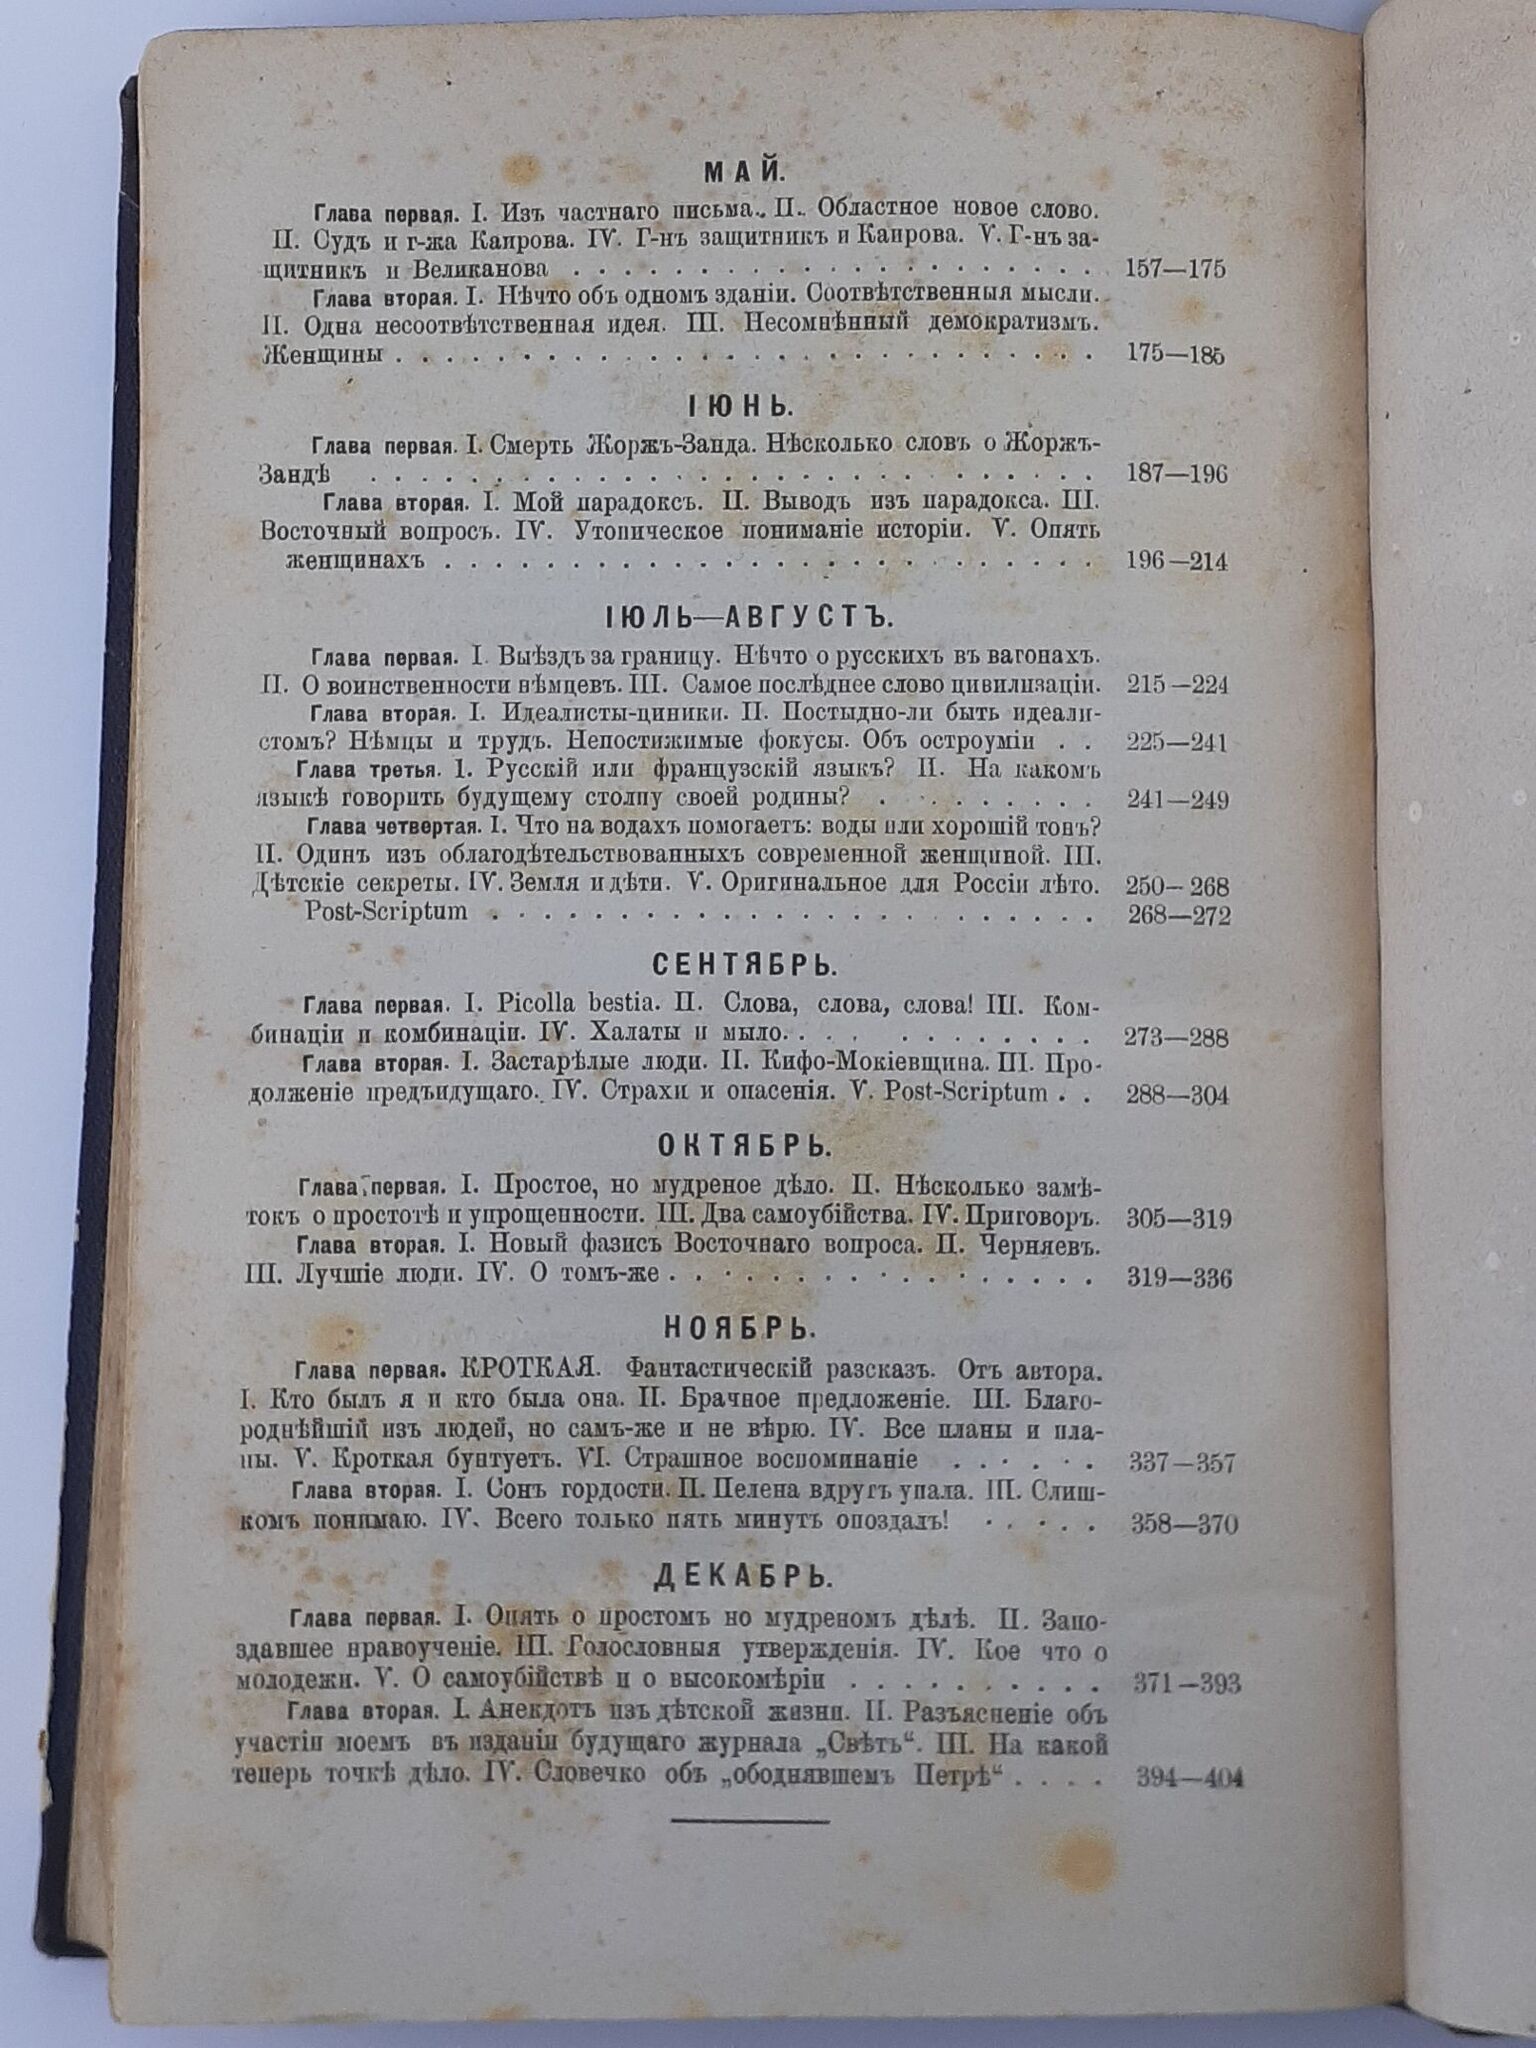 МАЙ.
Глава первая. I. Изъ частнаго письма. II. Областное новое слово.
II. Судъ и г-жа Каирова. IV. Г-нъ защитникъ и Каирова. V. Г-нъ за-
щитникъ и Великанова . . . . . . . . . . . . . . . . . . . . 157—175
Глава вторая. I. Нѣчто объ одномъ зданіи. Соотвѣтственныя мысли.
II. Одна несоотвѣтственная идея. III. Несомнѣнный демократизмъ.
Женщины . . . . . . . . . . . . . . . . . . . . . . . . . . . 175—185
ІЮНЬ.
Глава первая. I. Смерть Жоржъ-Занда. Нѣсколько словъ о Жоржъ-
Зандѣ . . . . . . . . . . . . . . . . . . . . . . . . . . . . 187—196
Глава вторая. I. Мой парадоксъ. II. Выводъ изъ парадокса. III.
Восточный вопросъ. IV. Утопическое пониманіе исторіи. V. Опять
женщинахъ . . . . . . . . . . . . . . . . . . . . . . . . . 196—214
ІЮЛЬ—АВГУСТЪ.
Глава первая. I. Выѣздъ за границу. Нѣчто о русскихъ въ вагонахъ.
II. О воинственности нѣмцевъ. III. Самое послѣднее слово цивилизаціи. 215—224
Глава вторая. I. Идеалисты-циники. II. Постыдно-ли быть идеали-
стомъ? Нѣмцы и трудъ. Непостижимые фокусы. Объ остроуміи . . 225—241
Глава третья. 1. Русскій или французскій языкъ? II. На какомъ
языкѣ говорить будущему столпу своей родины? . . . . . . . . . 241—249
Глава четвертая. I. Что на водахъ помогаетъ: воды или хорошій тонъ?
II. Одинъ изъ облагодѣтельствованныхъ современной женщиной. III.
Дѣтскіе секреты. IV. Земля и дѣти. V. Оригинальное для Россіи лѣто. 250—268
Post-Scriptum . . . . . . . . . . . . . . . . . . . . . . . . 268—272
СЕНТЯБРЬ.
Глава первая. I. Picolla bestia. II. Слова, слова, слова! III. Ком-
бинаціи и комбинаціи. IV. Халаты и мыло. . . . . . . . . . . . 273—288
Глава вторая. I. Застарѣлые люди. II. Кифо-Мокіевщина. III. Про-
долженіе предъидущаго. IV. Страхи и опасенія. V. Post-Scriptum . . 288—304
ОКТЯБРЬ.
Глава первая. I. Простое, но мудреное дѣло. II. Нѣсколько замѣ-
токъ о простотѣ и упрощенности. III. Два самоубійства. IV. Приговоръ. 305—319
Глава вторая. I. Новый фазисъ Восточнаго вопроса. II. Черняевъ.
III. Лучшіе люди. IV. О томъ-же . . . . . . . . . . . . . . . . . 319—336
НОЯБРЬ.
Глава первая. КРОТКАЯ. Фантастическій разсказъ. Отъ автора.
I. Кто былъ я и кто была она. II. Брачное предложеніе. III. Благо-
роднѣйшій изъ людей, но самъ-же и не вѣрю. IV. Все планы и пла-
ны. V. Кроткая бунтуетъ. VI. Страшное воспоминаніе . . . . . . 337—357
Глава вторая. I. Сонъ гордости. II. Пелена вдругъ упала. III. Слиш-
комъ понимаю. IV. Всего только пять минутъ опоздалъ! . . . . . 358—370
ДЕКАБРЬ.
Глава первая. I. Опять о простомъ но мудреномъ дѣлѣ. II. Запо-
здавшее нравоученіе. III. Голословныя утвержденія. IV. Кое что о
молодежи. V. О самоубійствѣ и о высокомѣріи . . . . . . . . . . 371—393
Глава вторая. I. Анекдотъ изъ дѣтской жизни. II. Разъясненіе объ
участіи моемъ въ изданіи будущаго журнала „Свѣтъ“. III. На какой
теперь точкѣ дѣло. IV. Словечко объ „ободнявшемъ Петрѣ“ . . . . 394—404